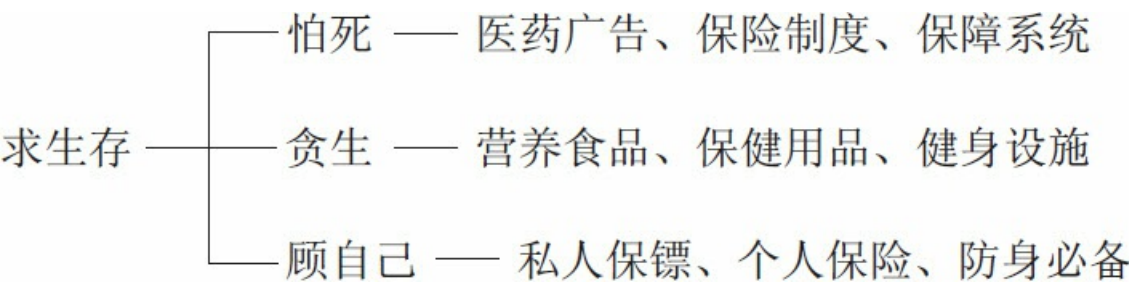 怕死 —— 医药广告、保险制度、保障系统
求生存
贪生 —— 营养食品、保健用品、健身设施
顾自己 —— 私人保镖、个人保险、防身必备